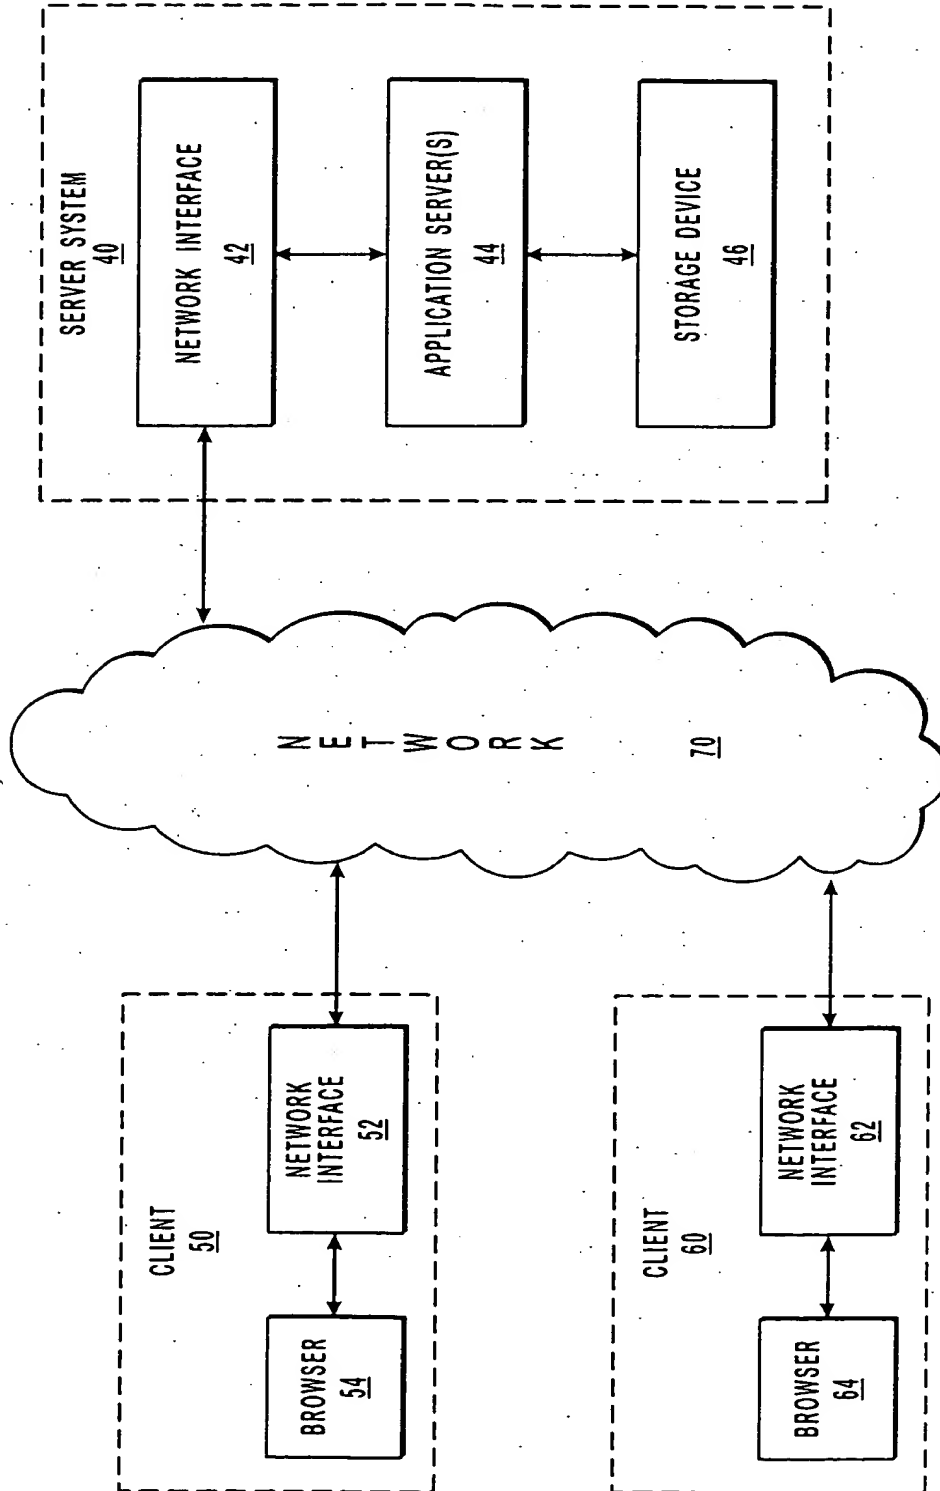 CLIENT
50
BROWSER
54
NETWORK
INTERFACE
52
CLIENT
60
BROWSER
64
NETWORK
INTERFACE
62
NETWORK
70
SERVER SYSTEM
40
NETWORK INTERFACE
42
APPLICATION SERVER(S)
44
STORAGE DEVICE
46